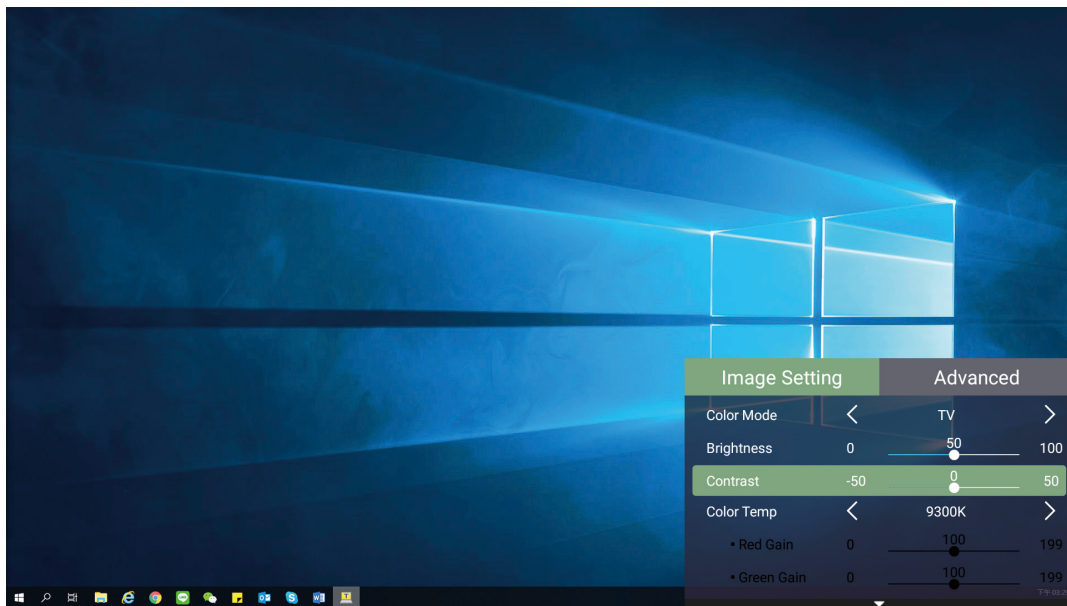 Image Setting Advanced
Color Mode TV
Brightness 0 50 100
Contrast -50 0 50
Color Temp 9300K
• Red Gain 0 100 199
• Green Gain 0 100 199